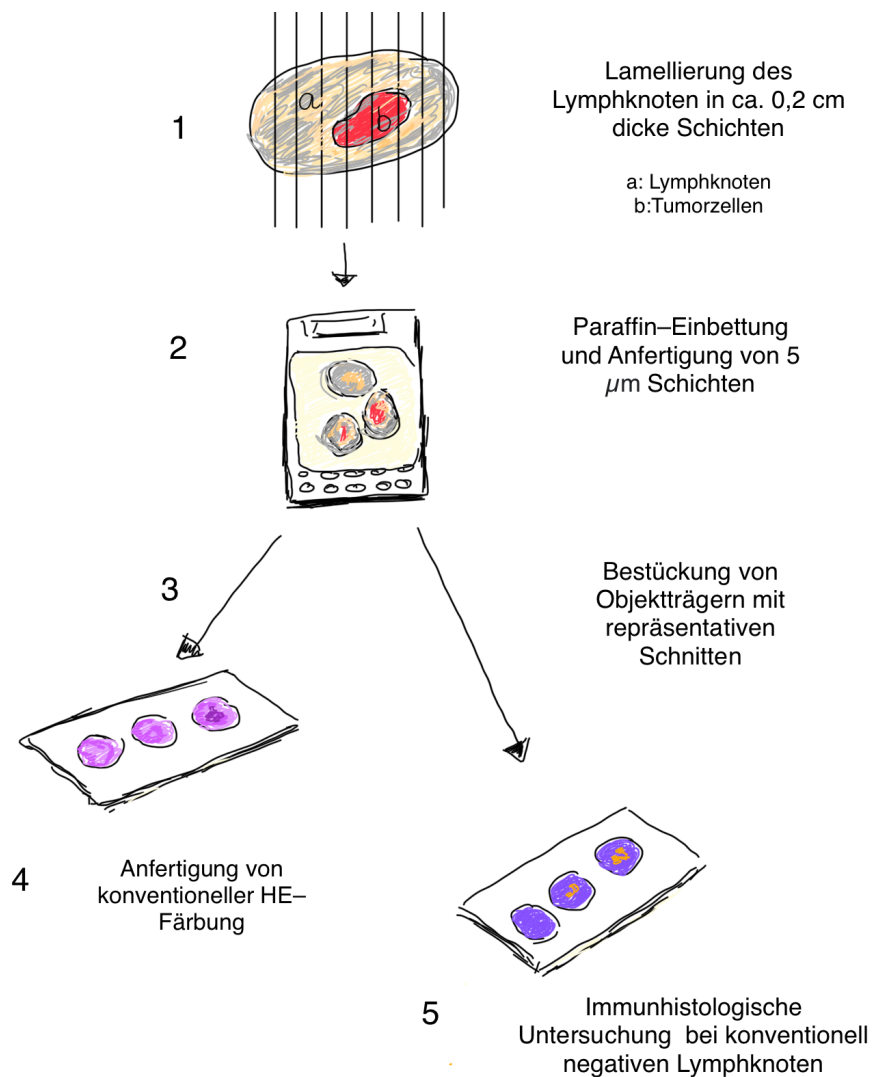 1
a
b
Lamellierung des
Lymphknoten in ca. 0,2 cm
dicke Schichten
a: Lymphknoten
b:Tumorzellen
2
Paraffin–Einbettung
und Anfertigung von 5
µm Schichten
3
Bestückung von
Objektträgern mit
repräsentativen
Schnitten
4
Anfertigung von
konventioneller HE–
Färbung
5
Immunhistologische
Untersuchung bei konventionell
negativen Lymphknoten